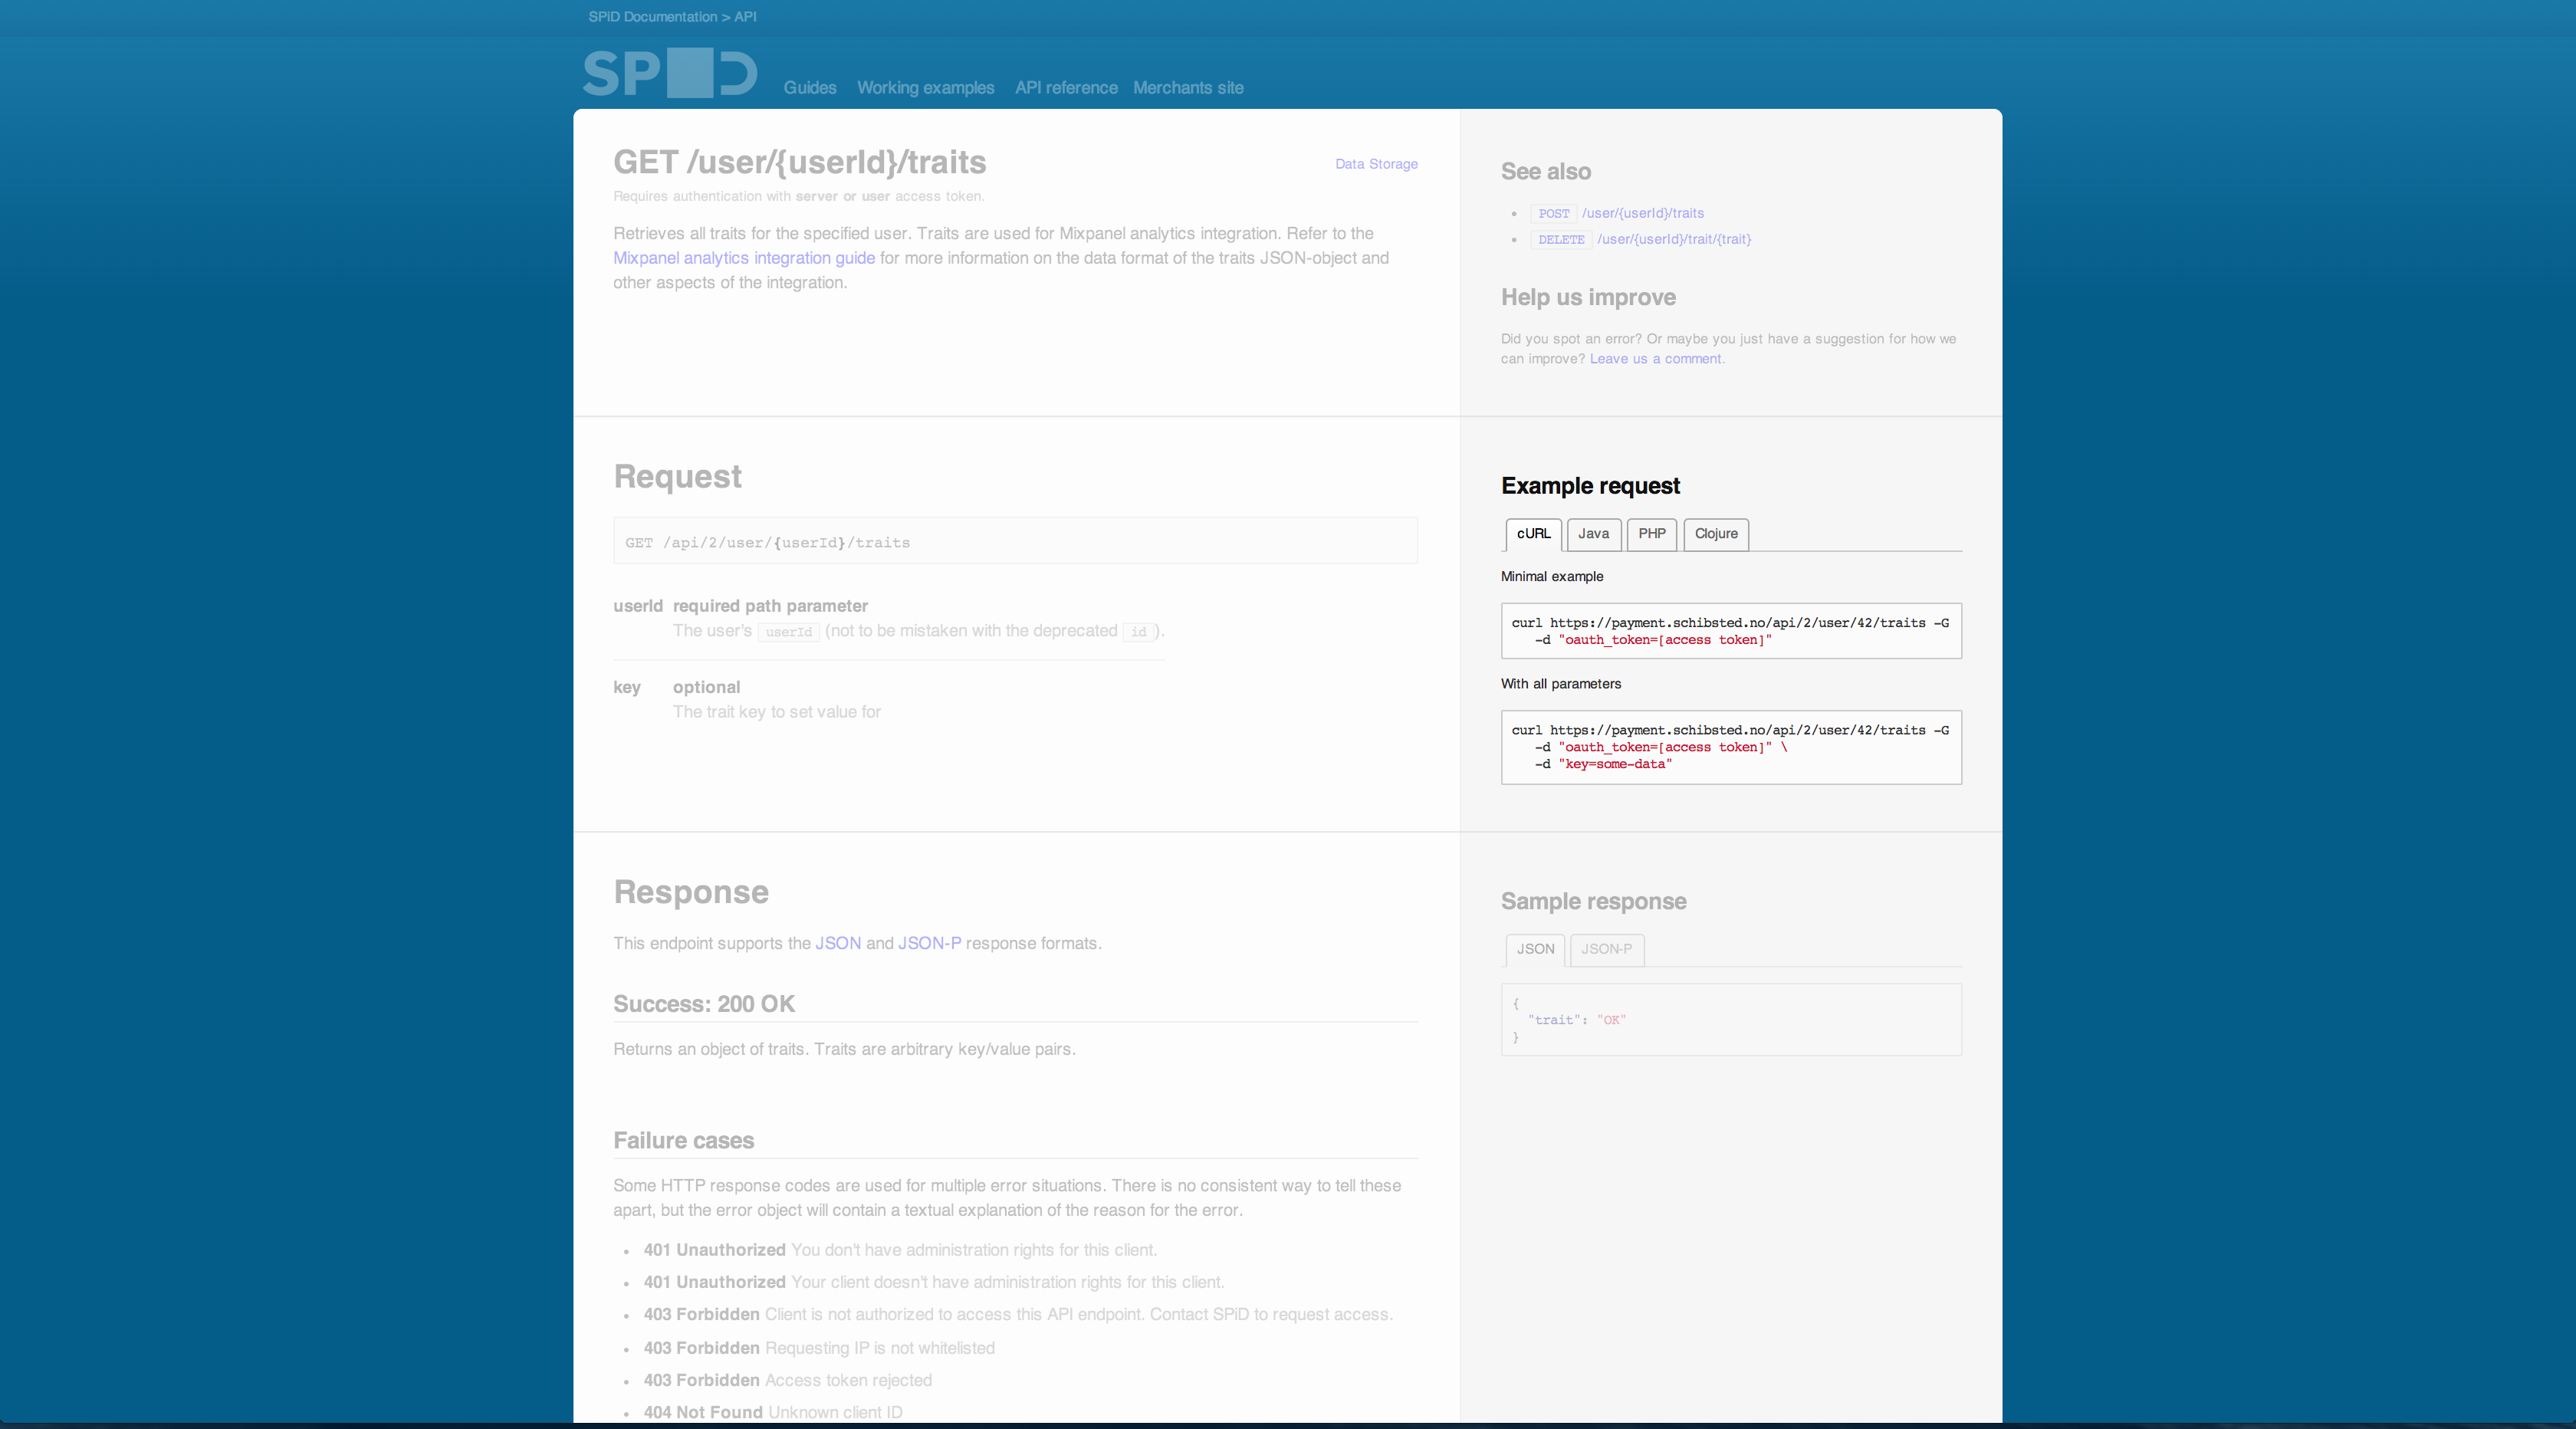 SPiD Documentation > API
SP D
Guides Working examples API reference Merchants site
GET /user/{userId}/traits
Data Storage
Requires authentication with server or user access token.
Retrieves all traits for the specified user. Traits are used for Mixpanel analytics integration. Refer to the
Mixpanel analytics integration guide for more information on the data format of the traits JSON-object and
other aspects of the integration.
See also
• POST /user/{userId}/traits
• DELETE /user/{userId}/trait/{trait}
Help us improve
Did you spot an error? Or maybe you just have a suggestion for how we
can improve? Leave us a comment.
Request
GET /api/2/user/{userId}/traits
userId required path parameter
The user's userId (not to be mistaken with the deprecated id ).
key optional
The trait key to set value for
Example request
cURL Java PHP Clojure
Minimal example
curl https://payment.schibsted.no/api/2/user/42/traits -G
-d "oauth_token=[access token]"
With all parameters
curl https://payment.schibsted.no/api/2/user/42/traits -G
-d "oauth_token=[access token]" \
-d "key=some-data"
Response
This endpoint supports the JSON and JSON-P response formats.
Success: 200 OK
Returns an object of traits. Traits are arbitrary key/value pairs.
Failure cases
Some HTTP response codes are used for multiple error situations. There is no consistent way to tell these
apart, but the error object will contain a textual explanation of the reason for the error.
• 401 Unauthorized You don't have administration rights for this client.
• 401 Unauthorized Your client doesn't have administration rights for this client.
• 403 Forbidden Client is not authorized to access this API endpoint. Contact SPiD to request access.
• 403 Forbidden Requesting IP is not whitelisted
• 403 Forbidden Access token rejected
• 404 Not Found Unknown client ID
Sample response
JSON JSON-P
{
"trait": "OK"
}